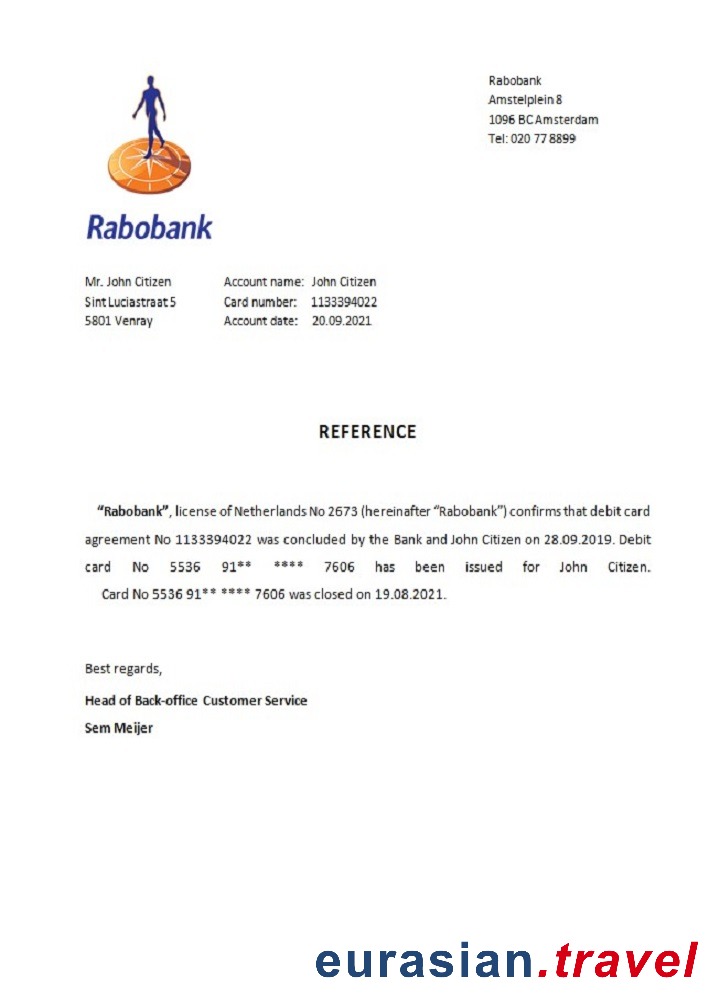 Rabobank
Amstelplein 8
1096 BC Amsterdam
Tel: 020 77 8899
Rabobank
Mr. John Citizen Account name: John Citizen
Sint Luciastraat 5 Card number: 1133394022
5801 Venray Account date: 20.09.2021
REFERENCE
“Rabobank”, license of Netherlands No 2673 (hereinafter “Rabobank”) confirms that debit card
agreement No 1133394022 was concluded by the Bank and John Citizen on 28.09.2019. Debit
card No 5536 91** **** 7606 has been issued for John Citizen.
Card No 5536 91** **** 7606 was closed on 19.08.2021.
Best regards,
Head of Back-office Customer Service
Sem Meijer
eurasian.travel